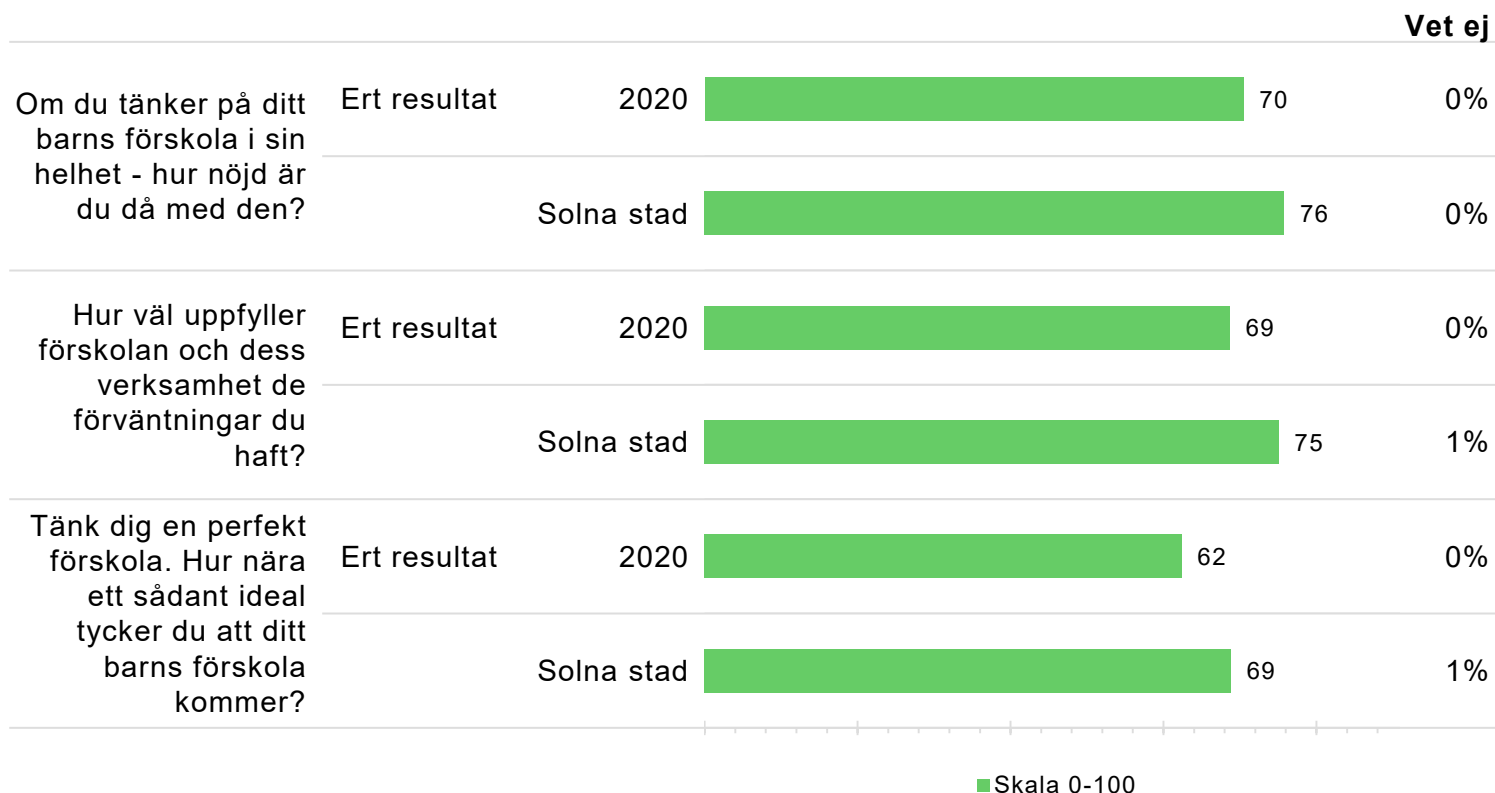 Vet ej
Om du tänker på ditt
barns förskola i sin
helhet - hur nöjd är
du då med den?
Ert resultat 2020 70 0%
Solna stad 76 0%
Hur väl uppfyller
förskolan och dess
verksamhet de
förväntningar du
haft?
Ert resultat 2020 69 0%
Solna stad 75 1%
Tänk dig en perfekt
förskola. Hur nära
ett sådant ideal
tycker du att ditt
barns förskola
kommer?
Ert resultat 2020 62 0%
Solna stad 69 1%
Skala 0-100